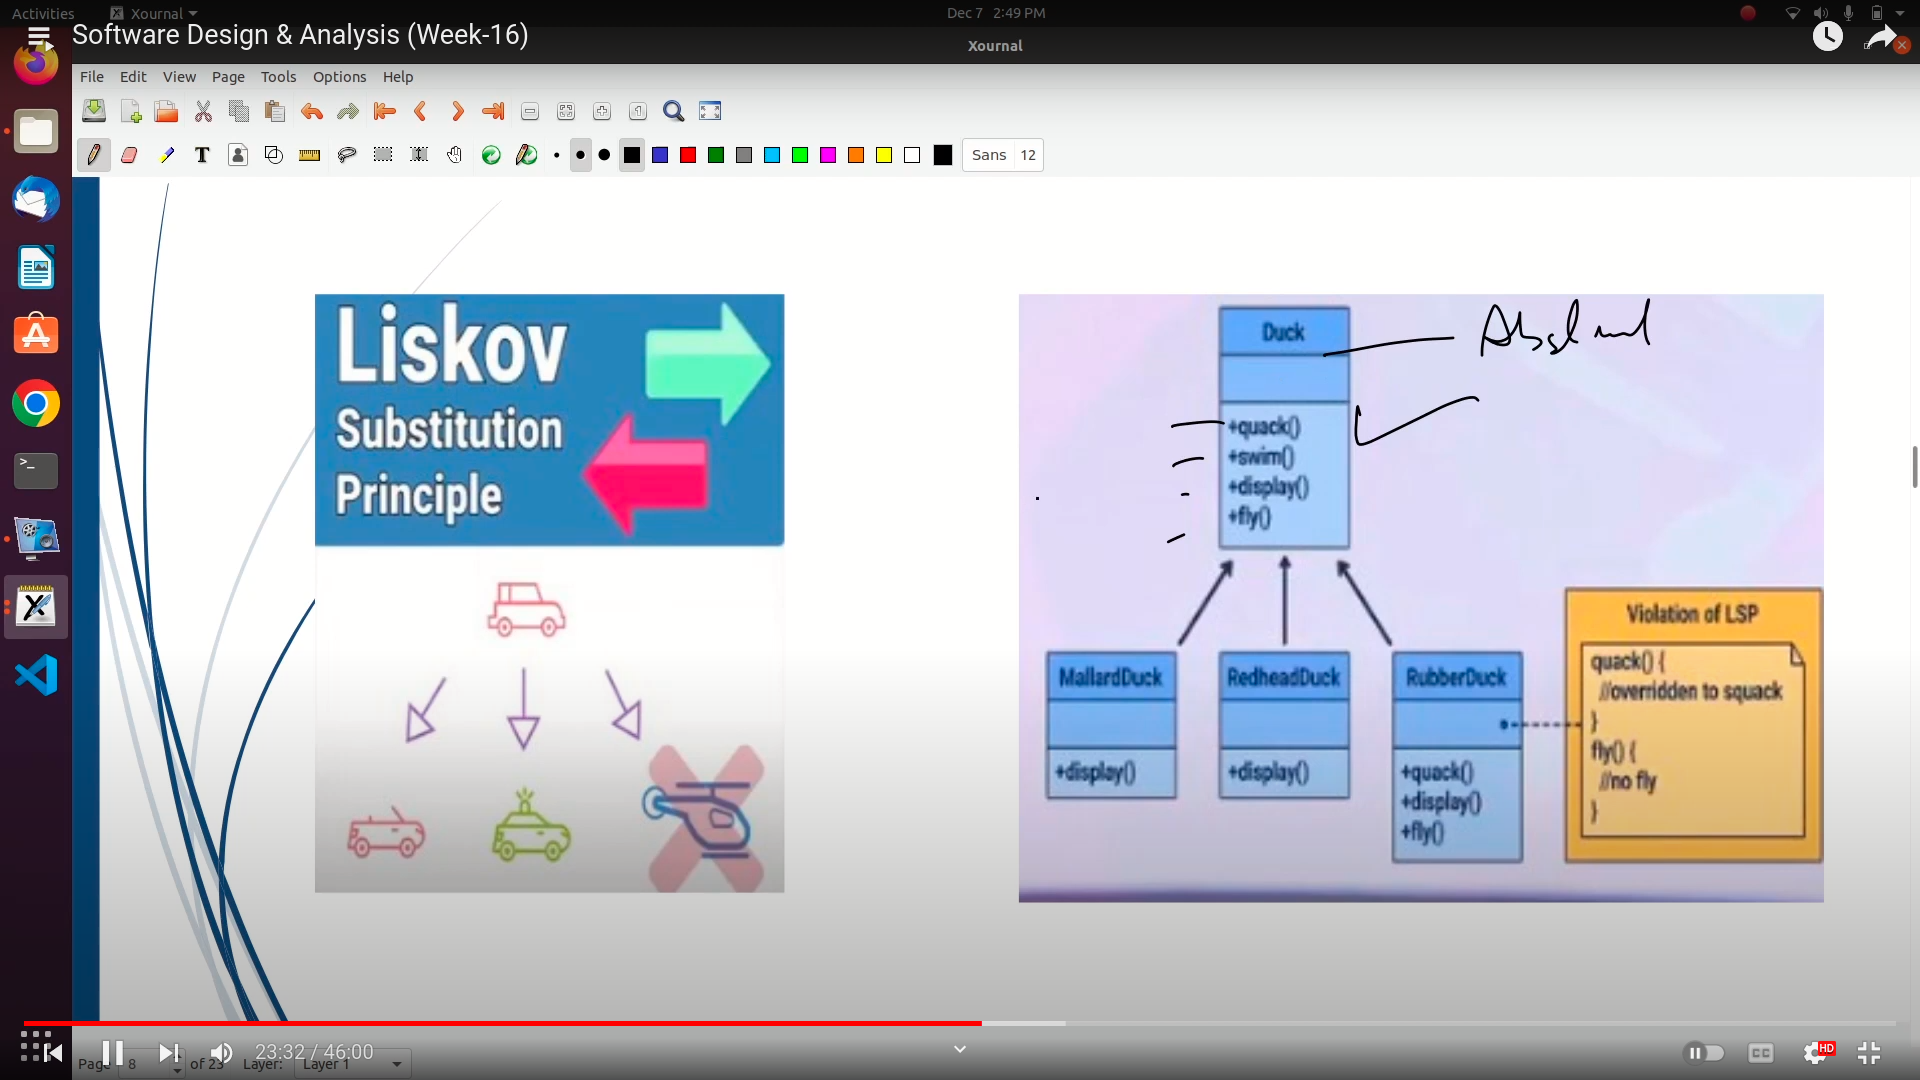 Activities
Xournal
Dec 7 2:49 PM
Software Design & Analysis (Week-16)
Xournal
File Edit View Page Tools Options Help
Sans 12
Liskov
Substitution
Principle
Duck
+quack()
+swim()
+display()
+fly()
MallardDuck
+display()
RedheadDuck
+display()
RubberDuck
+quack()
+display()
+fly()
Violation of LSP
quack() {
//overridden to squack
}
fly() {
//no fly
}
23:32 / 46:00
CC
HD
Page 8 of 23 Layer: Layer 1